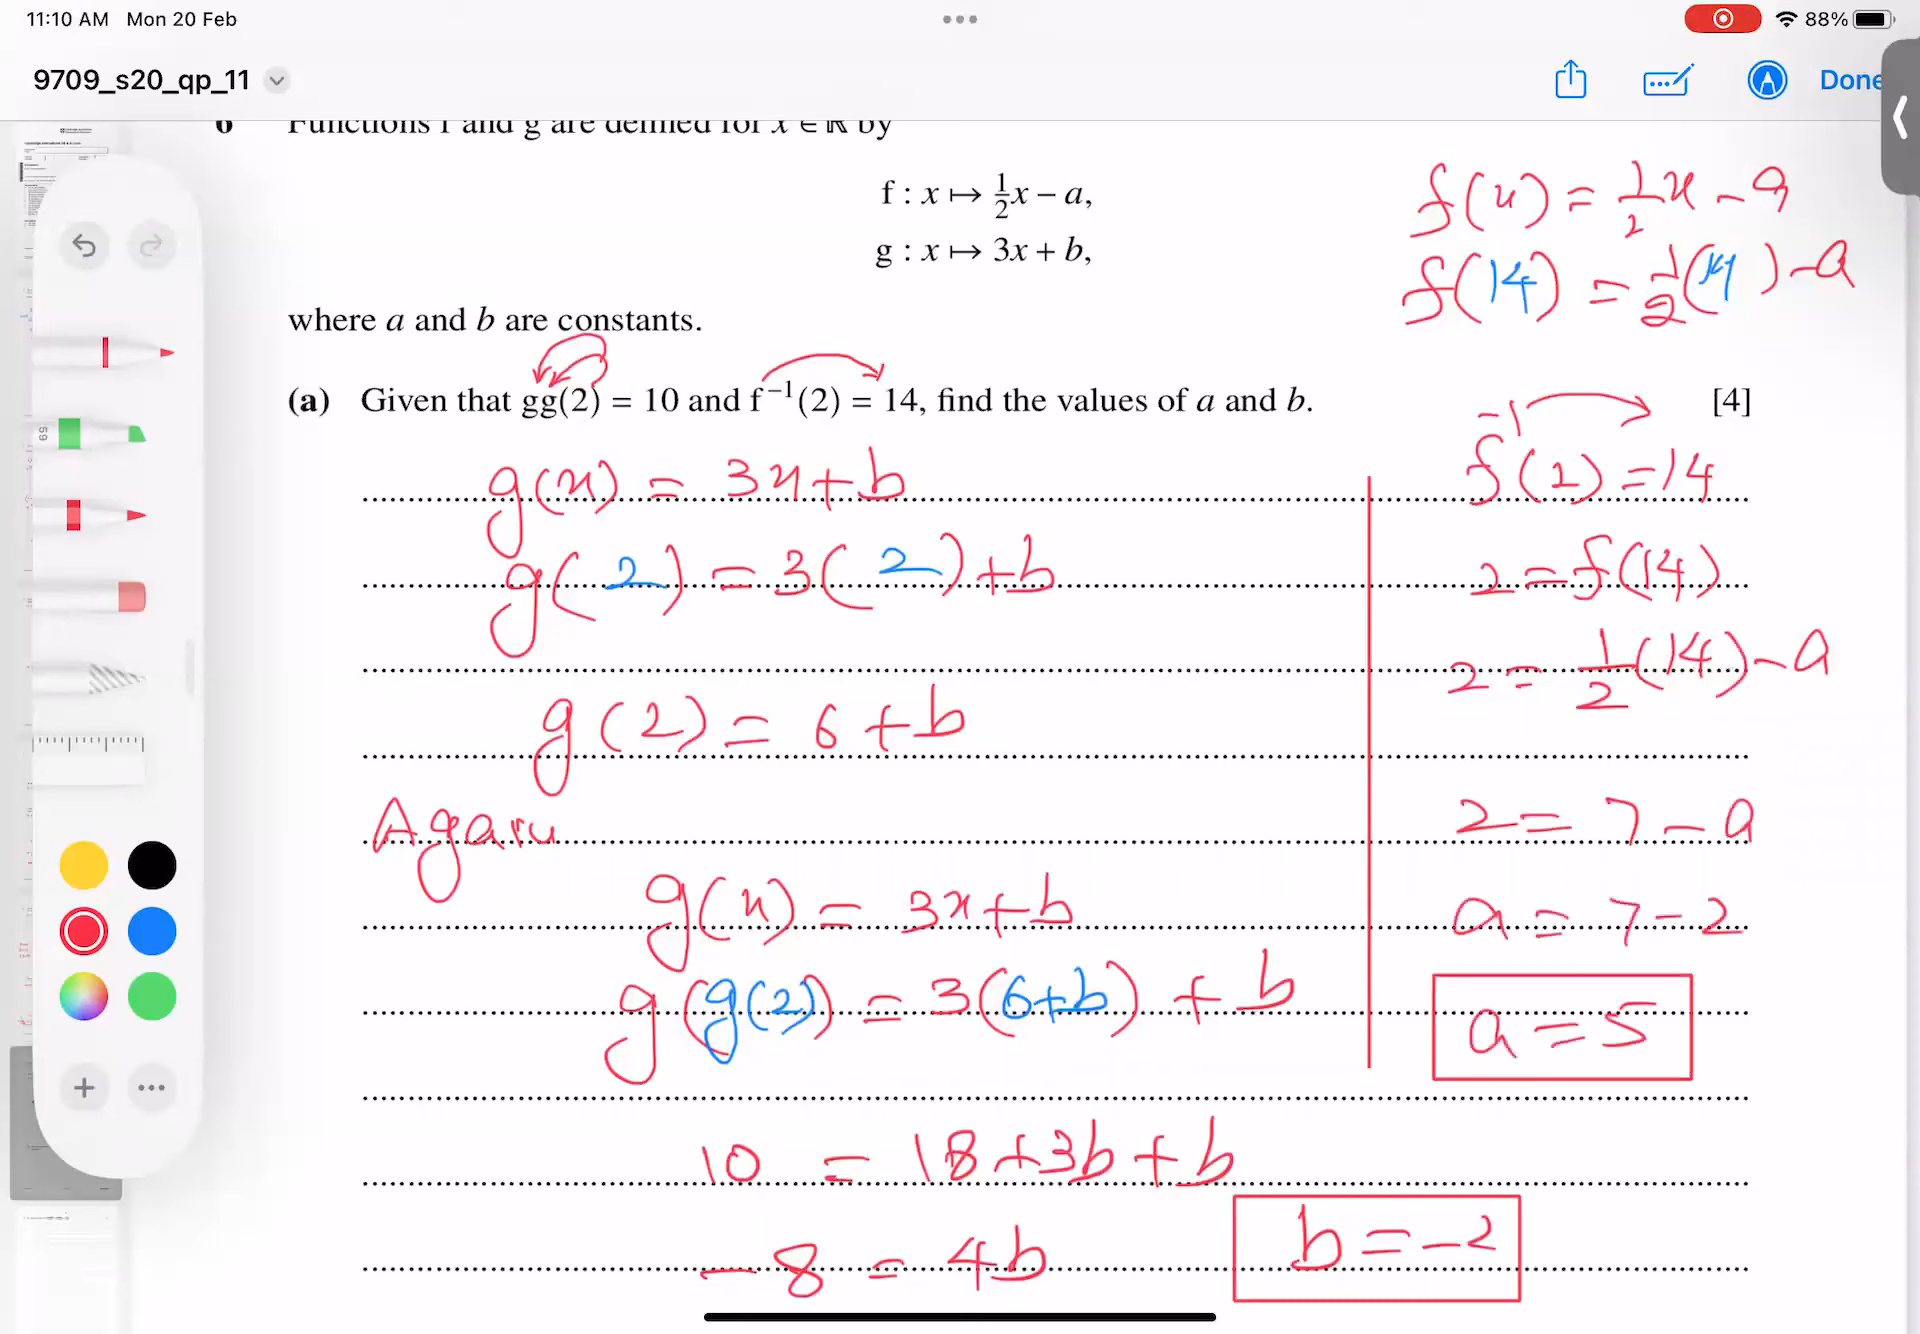 11:10 AM Mon 20 Feb
88%
9709_s20_qp_11
Done
6 Functions f and g are defined for x ∈ ℝ by
f : x ↦ ½x − a,
g : x ↦ 3x + b,
f(x) = ½x − a
f(14) = ½(14) − a
where a and b are constants.
(a) Given that gg(2) = 10 and f⁻¹(2) = 14, find the values of a and b. [4]
g(x) = 3x + b
g(2) = 3(2) + b
g(2) = 6 + b
Again
g(x) = 3x + b
g(g(2)) = 3(6+b) + b
10 = 18 + 3b + b
−8 = 4b
b = −2
f⁻¹(2) = 14
2 = f(14)
2 = ½(14) − a
2 = 7 − a
a = 7 − 2
a = 5
59